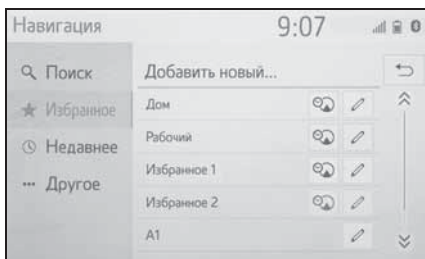 Навигация 9:07
Поиск
Избранное
Недавнее
Другое
Добавить новый...
Дом
Рабочий
Избранное 1
Избранное 2
A1